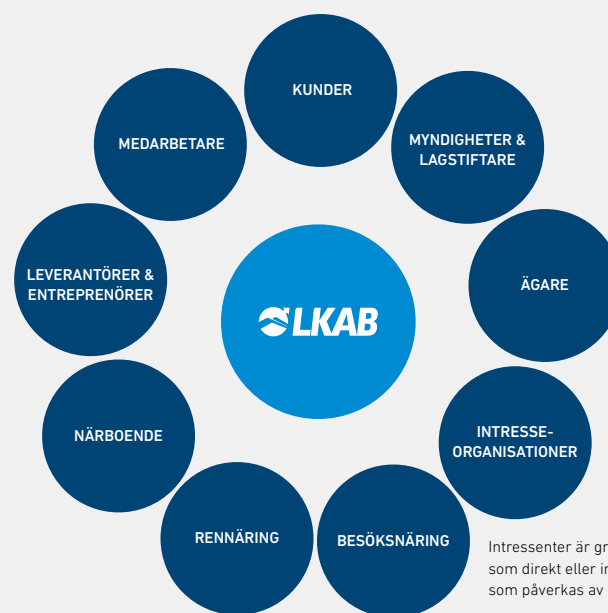 KUNDER
MEDARBETARE
MYNDIGHETER &
LAGSTIFTARE
LEVERANTÖRER &
ENTREPRENÖRER
ÄGARE
LKAB
NÄRBOENDE
INTRESSE-
ORGANISATIONER
RENNÄRING
BESÖKSNÄRING
Intressenter är
som direkt eller
som påverkas av